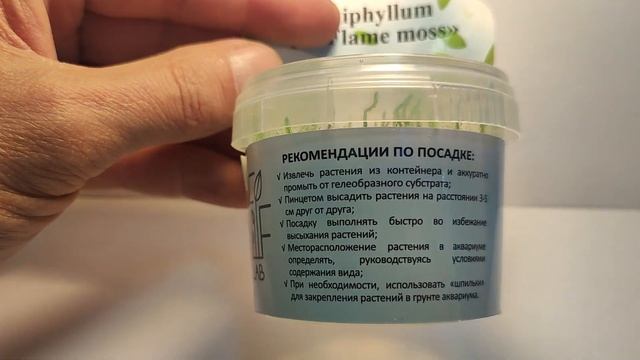 iphyllum
lame moss»
РЕКОМЕНДАЦИИ ПО ПОСАДКЕ:
√ Извлечь растения из контейнера и аккуратно
промыть от гелеобразного субстрата;
√ Пинцетом высадить растения на расстоянии 3-5
см друг от друга;
√ Посадку выполнять быстро во избежание
высыхания растений;
√ Месторасположение растения в аквариуме
определять, руководствуясь условиями
содержания вида;
√ При необходимости, использовать «шпильки»
для закрепления растений в грунте аквариума.
LAB